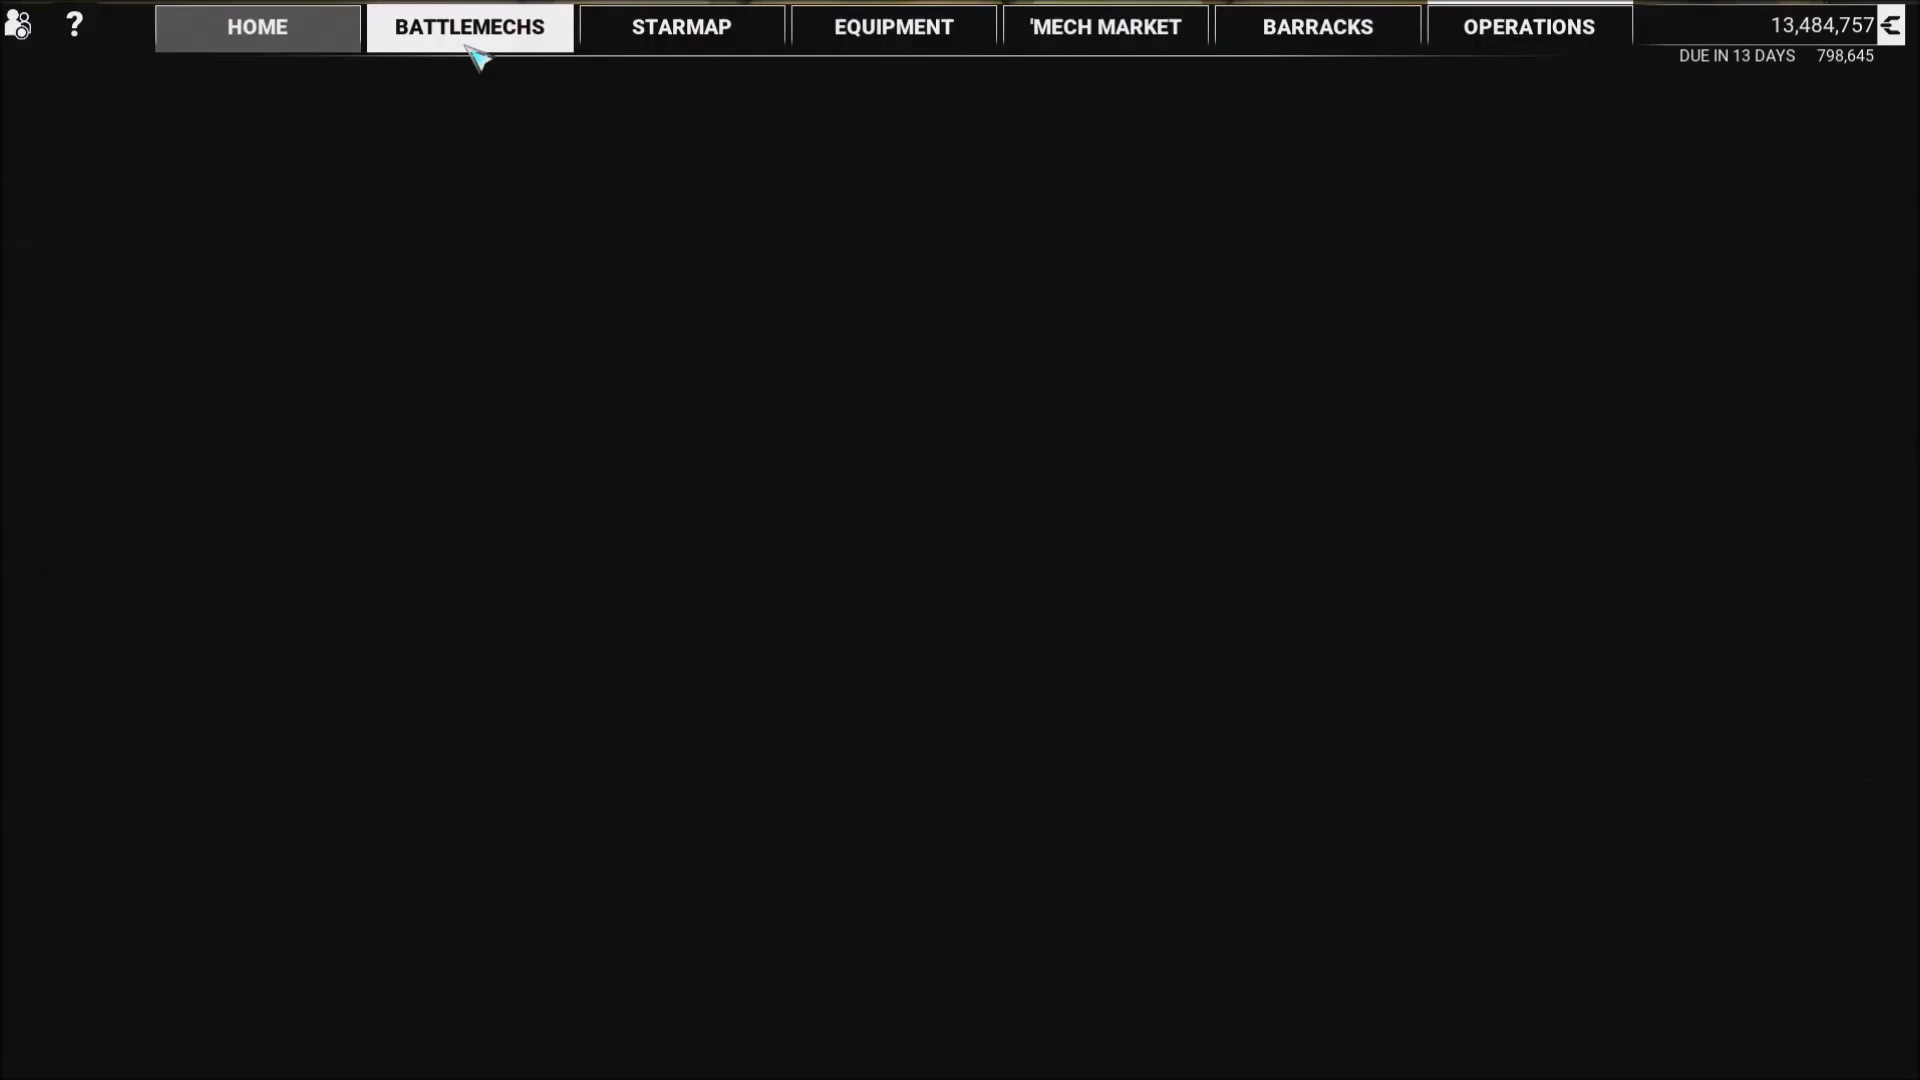 ?
HOME
BATTLEMECHS
STARMAP
EQUIPMENT
'MECH MARKET
BARRACKS
OPERATIONS
13,484,757
DUE IN 13 DAYS 798,645